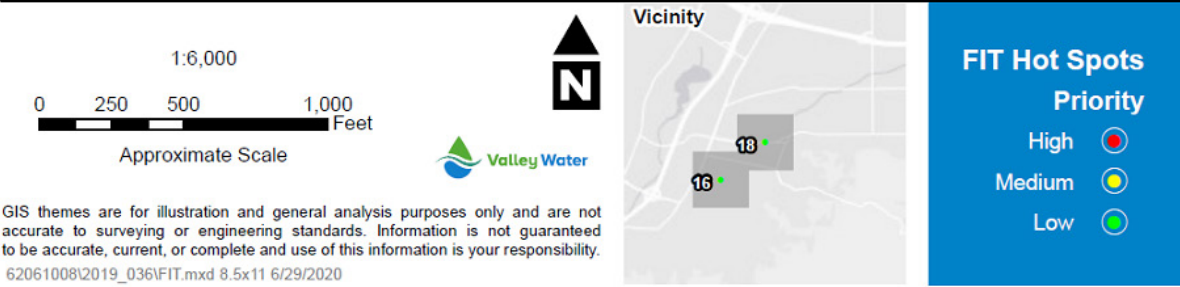 1:6,000
0 250 500 1,000
Feet
Approximate Scale
N
Valley Water
GIS themes are for illustration and general analysis purposes only and are not
accurate to surveying or engineering standards. Information is not guaranteed
to be accurate, current, or complete and use of this information is your responsibility.
62061008\2019_036\FIT.mxd 8.5x11 6/29/2020
Vicinity
18
16
FIT Hot Spots
Priority
High
Medium
Low